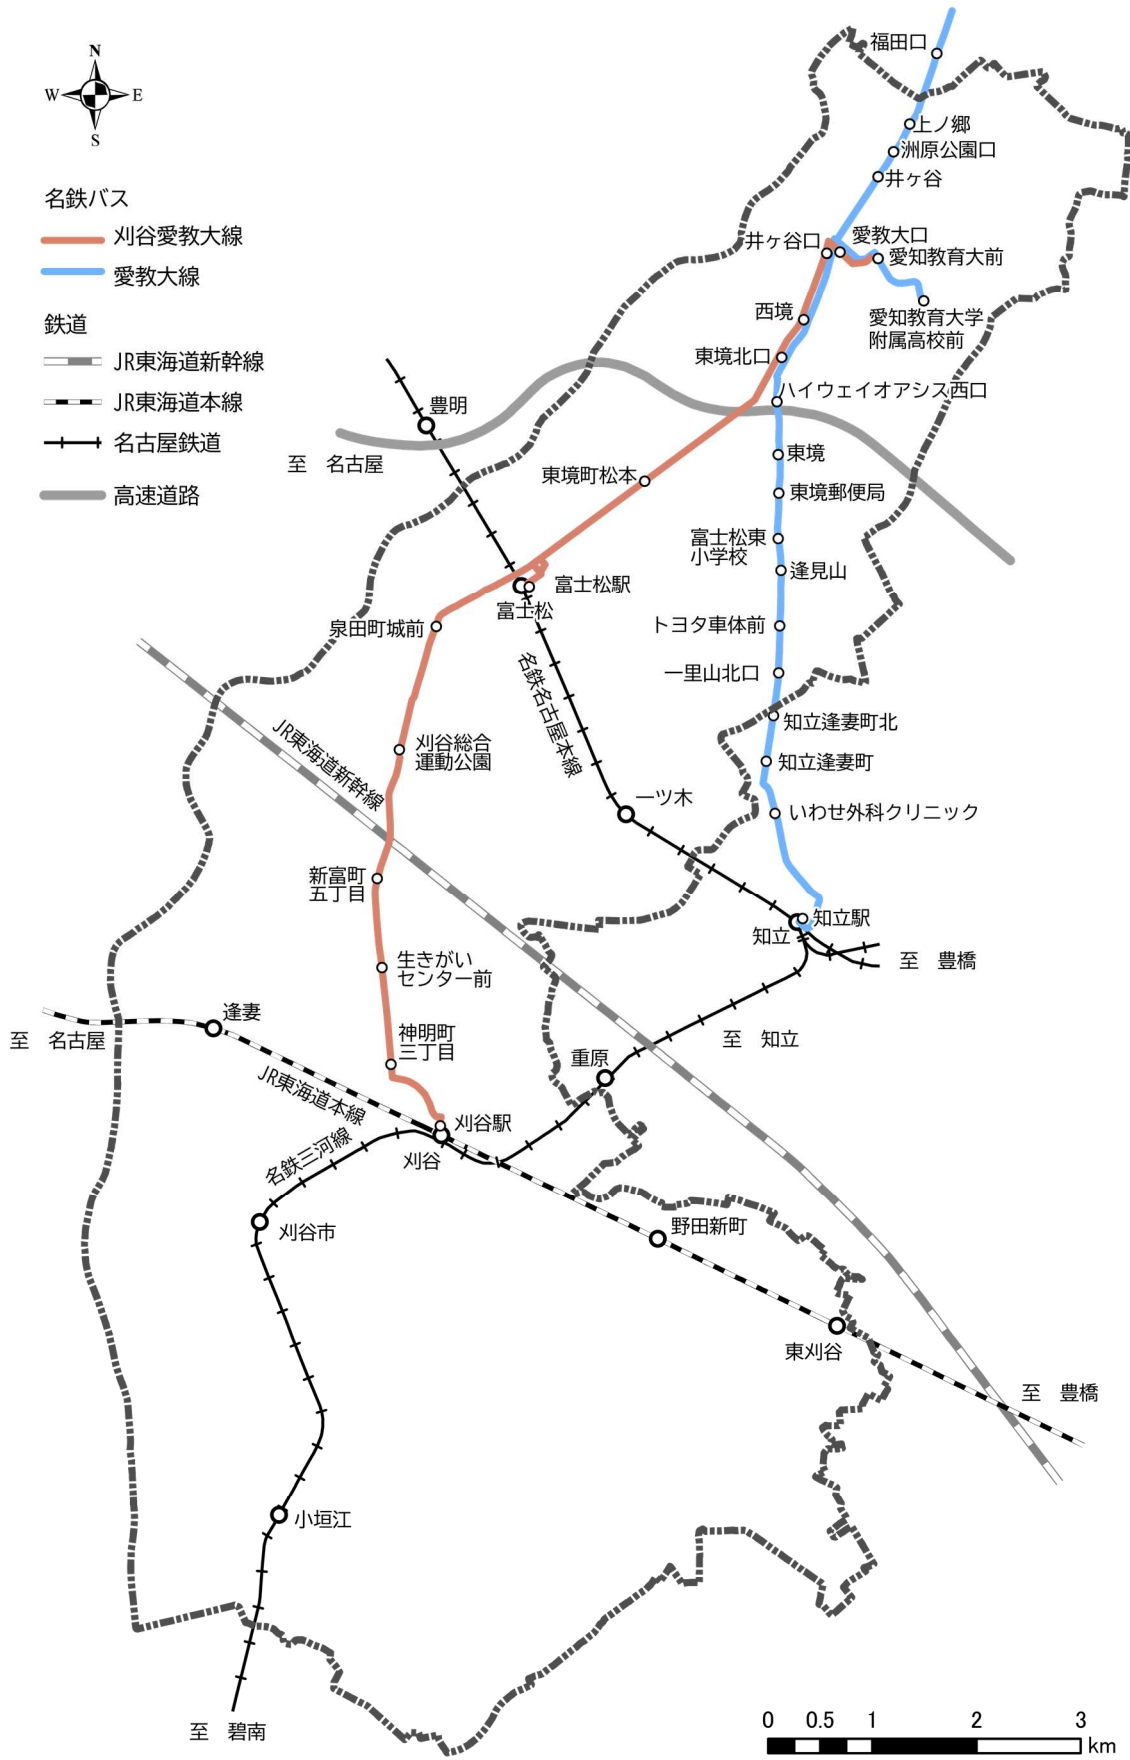 N
W
E
S
名鉄バス
刈谷愛教大線
愛教大線
鉄道
JR東海道新幹線
JR東海道本線
名古屋鉄道
高速道路
福田口
上ノ郷
洲原公園口
井ヶ谷
井ヶ谷口
愛教大口
愛知教育大前
愛知教育大学
附属高校前
西境
東境北口
ハイウェイオアシス西口
豊明
至 名古屋
東境町松本
東境
東境郵便局
富士松東
小学校
逢見山
富士松駅
富士松
泉田町城前
トヨタ車体前
一里山北口
名鉄名古屋本線
知立逢妻町北
知立逢妻町
刈谷総合
運動公園
JR東海道新幹線
一ツ木
いわせ外科クリニック
新富町
五丁目
知立駅
知立
至 豊橋
生きがい
センター前
逢妻
至 名古屋
神明町
三丁目
重原
至 知立
JR東海道本線
刈谷駅
刈谷
名鉄三河線
刈谷市
野田新町
東刈谷
至 豊橋
小垣江
至 碧南
0 0.5 1 2 3
km